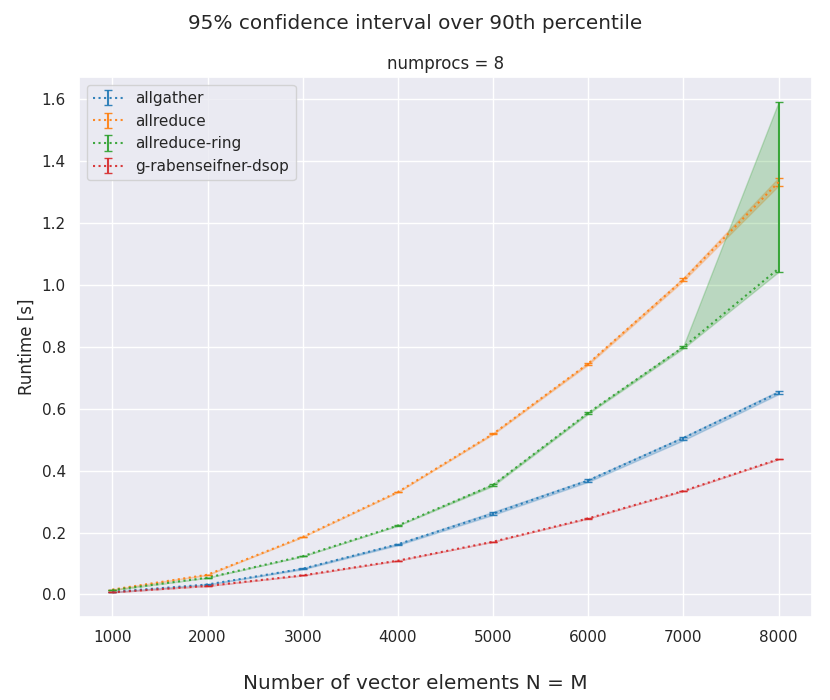 95% confidence interval over 90th percentile
numprocs = 8
allgather
allreduce
allreduce-ring
g-rabenseifner-dsop
Runtime [s]
1.6
1.4
1.2
1.0
0.8
0.6
0.4
0.2
0.0
1000 2000 3000 4000 5000 6000 7000 8000
Number of vector elements N = M